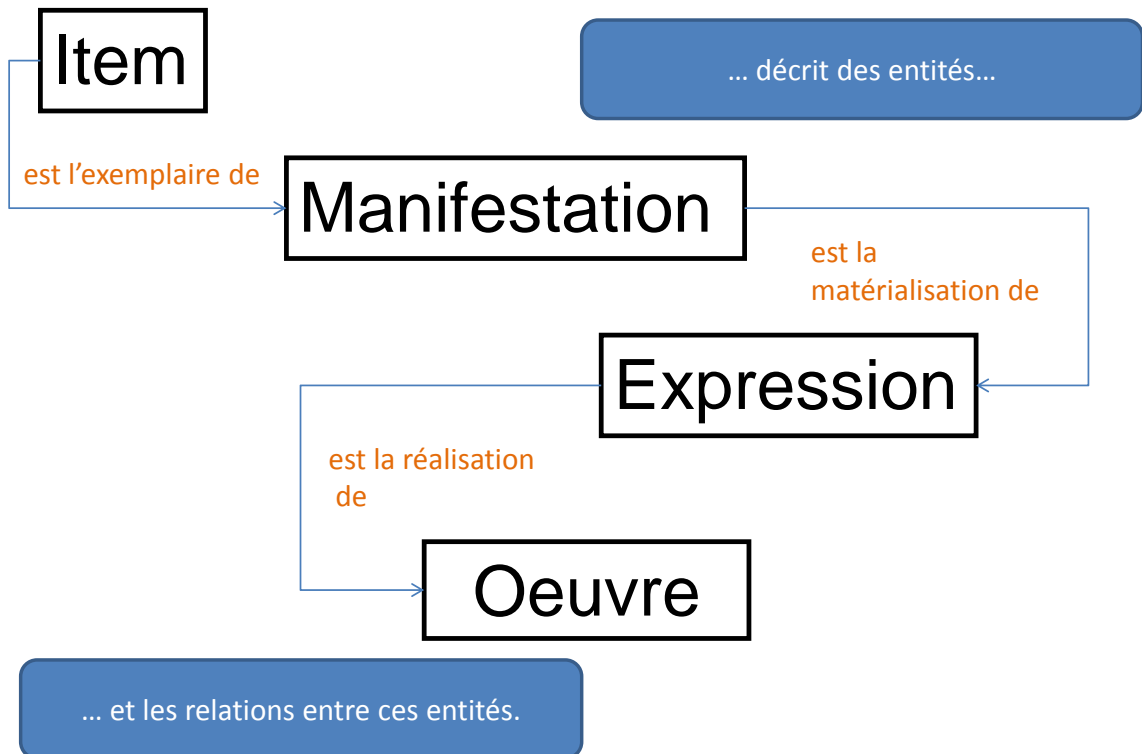 Item
… décrit des entités…
est l’exemplaire de
Manifestation
est la
matérialisation de
Expression
est la réalisation
de
Oeuvre
… et les relations entre ces entités.